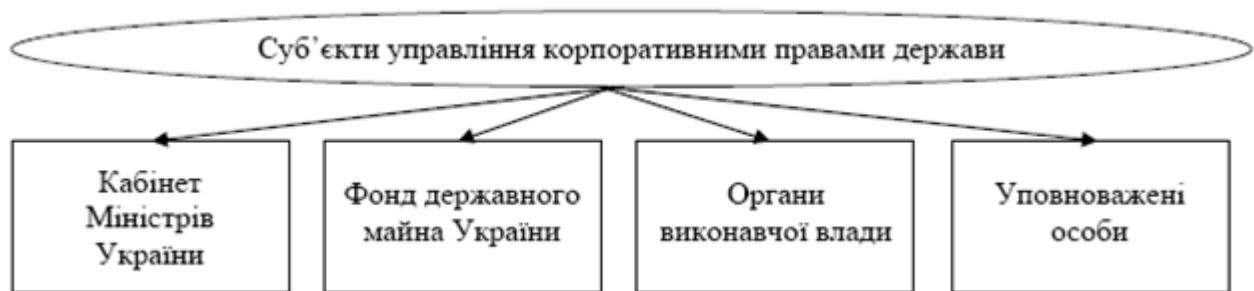 Суб’єкти управління корпоративними правами держави
Кабінет
Міністрів
України
Фонд державного
майна України
Органи
виконавчої влади
Уповноважені
особи